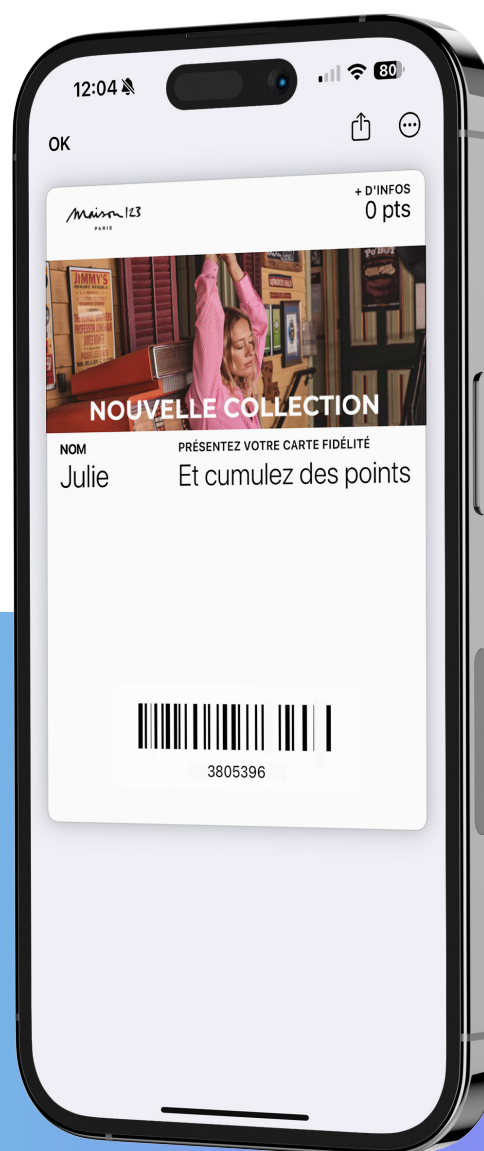 12:04
80
OK
Maison 123
PARIS
+ D'INFOS
0 pts
JIMMY'S
NOUVELLE COLLECTION
NOM
Julie
PRÉSENTEZ VOTRE CARTE FIDÉLITÉ
Et cumulez des points
3805396